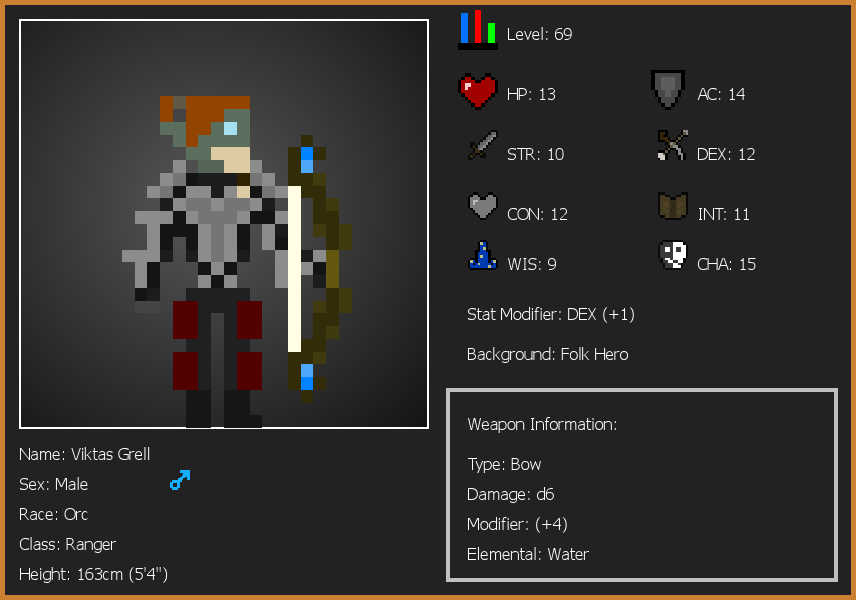 Level: 69
HP: 13
AC: 14
STR: 10
DEX: 12
CON: 12
INT: 11
WIS: 9
CHA: 15
Stat Modifier: DEX (+1)
Background: Folk Hero
Weapon Information:
Type: Bow
Damage: d6
Modifier: (+4)
Elemental: Water
Name: Viktas Grell
Sex: Male
Race: Orc
Class: Ranger
Height: 163cm (5'4")